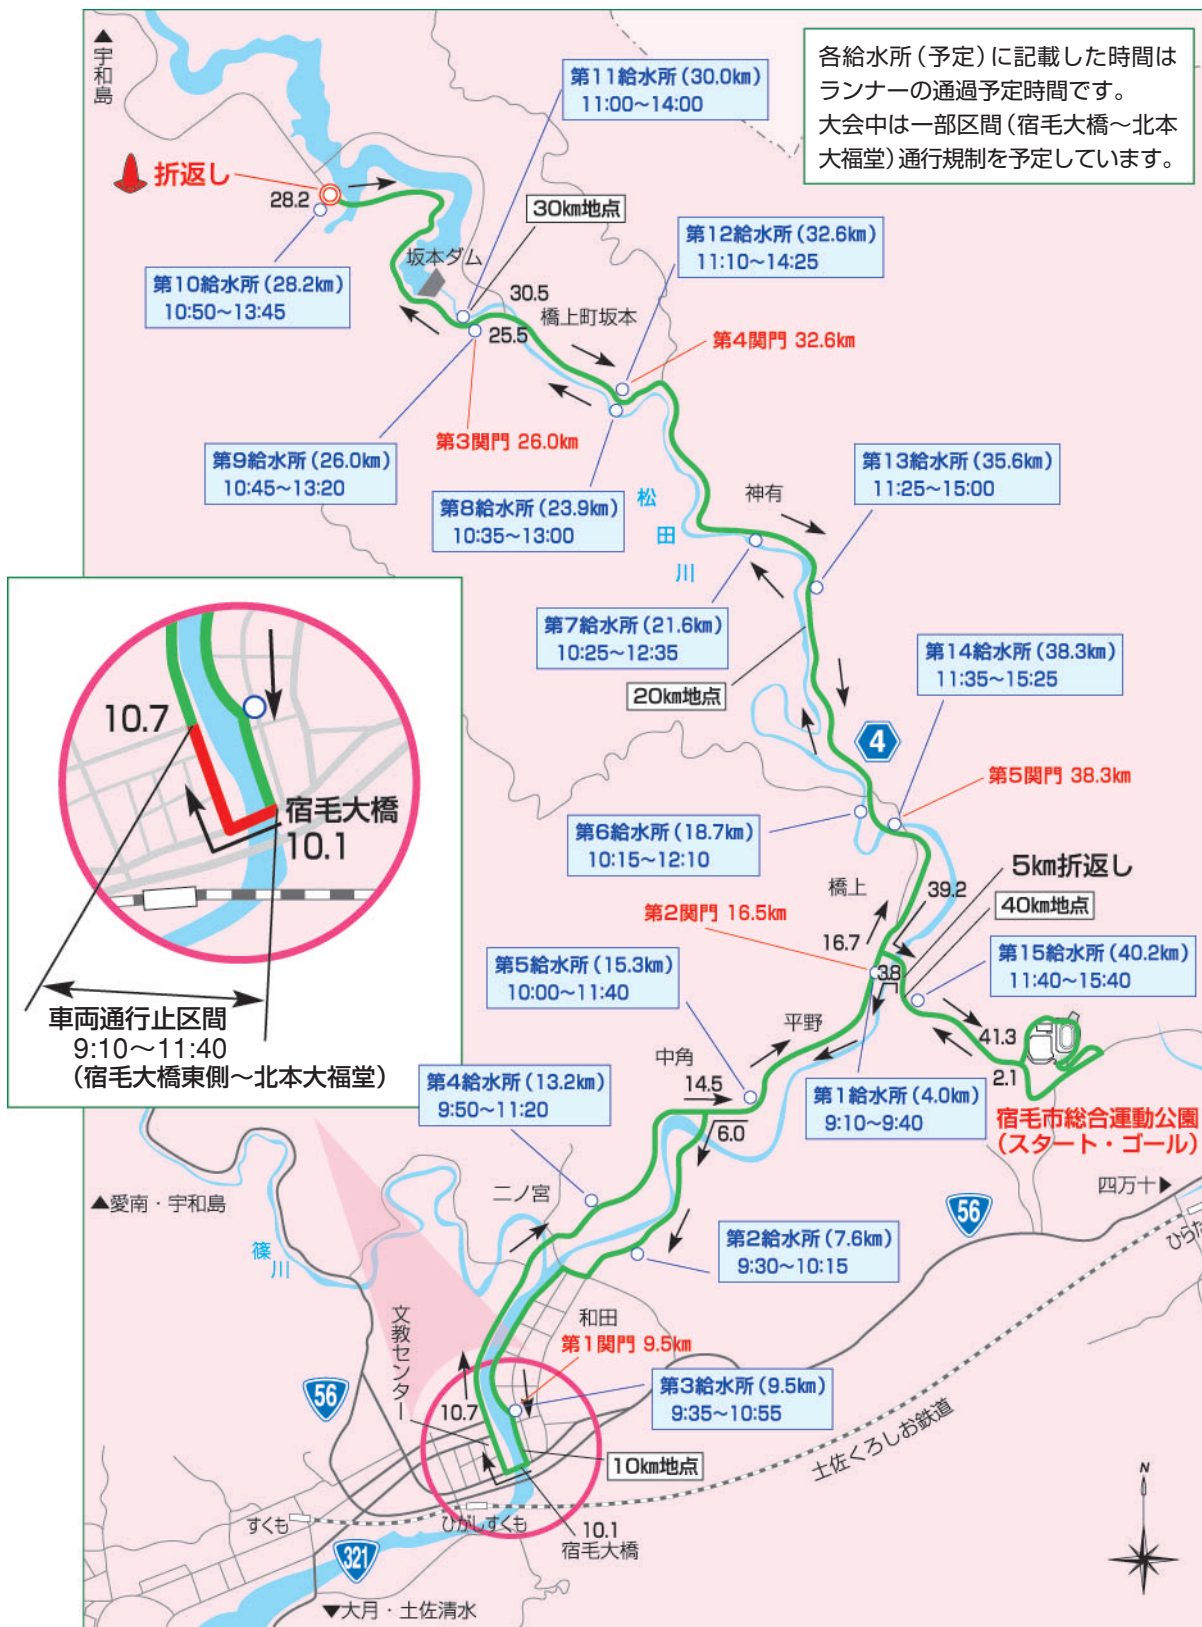 ▲宇和島
各給水所(予定)に記載した時間は
ランナーの通過予定時間です。
大会中は一部区間(宿毛大橋～北本
大福堂)通行規制を予定しています。
第11給水所(30.0km)
11:00～14:00
折返し
28.2
30km地点
第12給水所(32.6km)
11:10～14:25
坂本ダム
第10給水所(28.2km)
10:50～13:45
30.5
橋上町坂本
25.5
第4関門 32.6km
第3関門 26.0km
第9給水所(26.0km)
10:45～13:20
第13給水所(35.6km)
11:25～15:00
第8給水所(23.9km)
10:35～13:00
松田川
神有
第7給水所(21.6km)
10:25～12:35
第14給水所(38.3km)
11:35～15:25
20km地点
4
第5関門 38.3km
第6給水所(18.7km)
10:15～12:10
10.7
宿毛大橋
10.1
車両通行止区間
9:10～11:40
(宿毛大橋東側～北本大福堂)
橋上
5km折返し
39.2
40km地点
第2関門 16.5km
16.7
3.8
第15給水所(40.2km)
11:40～15:40
第5給水所(15.3km)
10:00～11:40
平野
中角
41.3
2.1
第4給水所(13.2km)
9:50～11:20
14.5
6.0
第1給水所(4.0km)
9:10～9:40
宿毛市総合運動公園
(スタート・ゴール)
四万十▶
▲愛南・宇和島
二ノ宮
56
ひらた
篠川
第2給水所(7.6km)
9:30～10:15
和田
文教センター
第1関門 9.5km
56
第3給水所(9.5km)
9:35～10:55
10.7
10km地点
土佐くろしお鉄道
N
すくも
ひがしすくも
10.1
宿毛大橋
321
▼大月・土佐清水